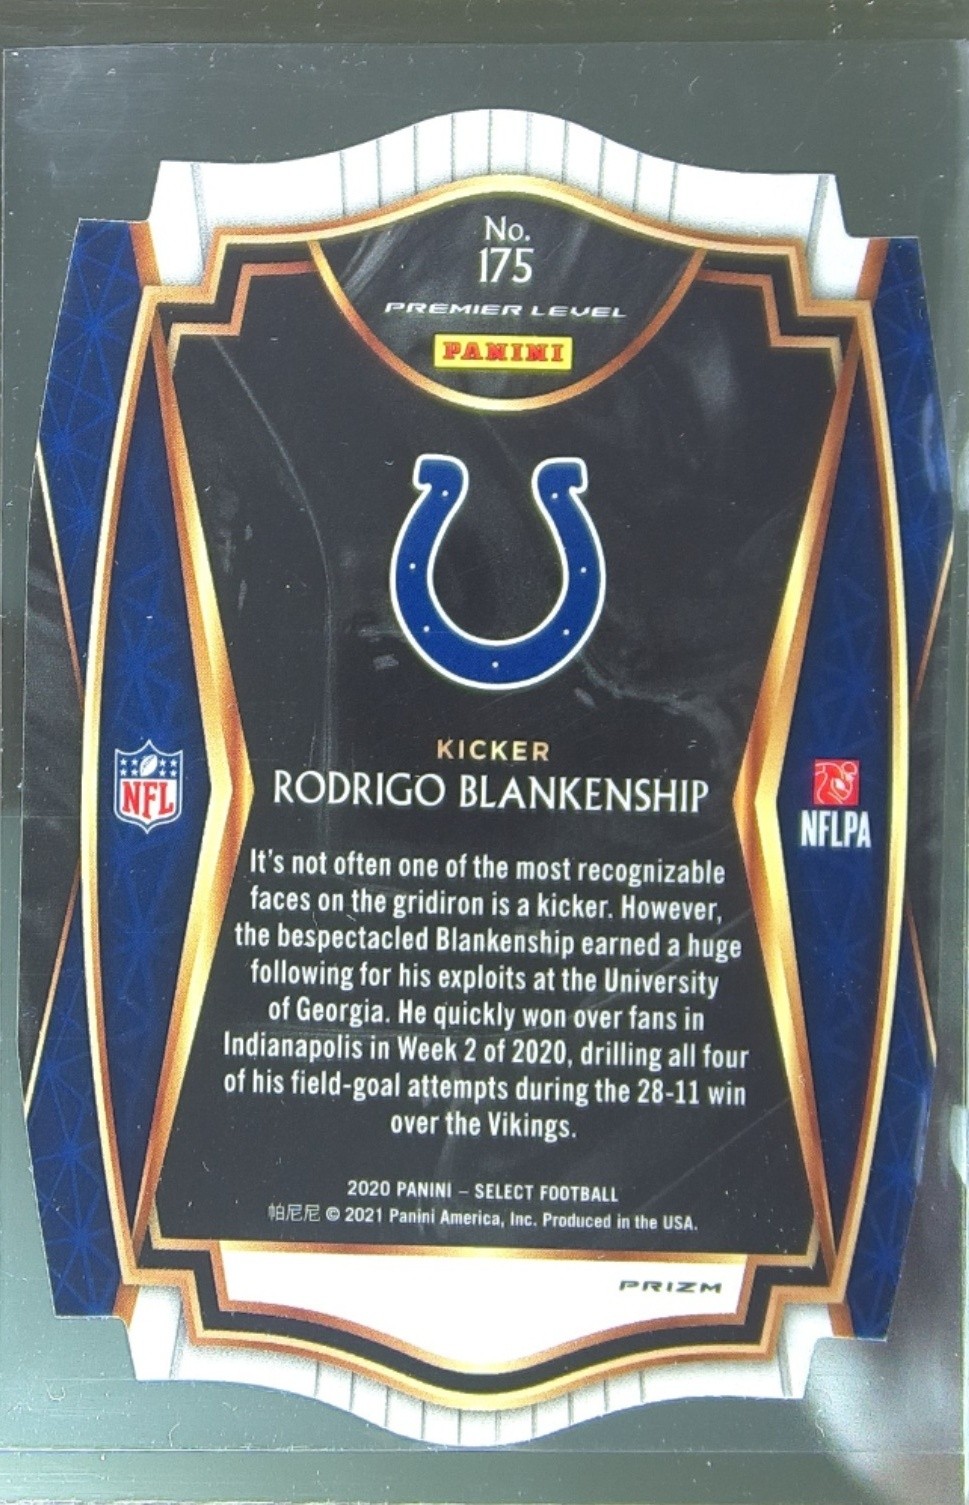 No.
175
PREMIER LEVEL
PANINI
KICKER
RODRIGO BLANKENSHIP
NFL
NFLPA
It's not often one of the most recognizable
faces on the gridiron is a kicker. However,
the bespectacled Blankenship earned a huge
following for his exploits at the University
of Georgia. He quickly won over fans in
Indianapolis in Week 2 of 2020, drilling all four
of his field-goal attempts during the 28-11 win
over the Vikings.
2020 PANINI – SELECT FOOTBALL
帕尼尼 © 2021 Panini America, Inc. Produced in the USA.
PRIZM